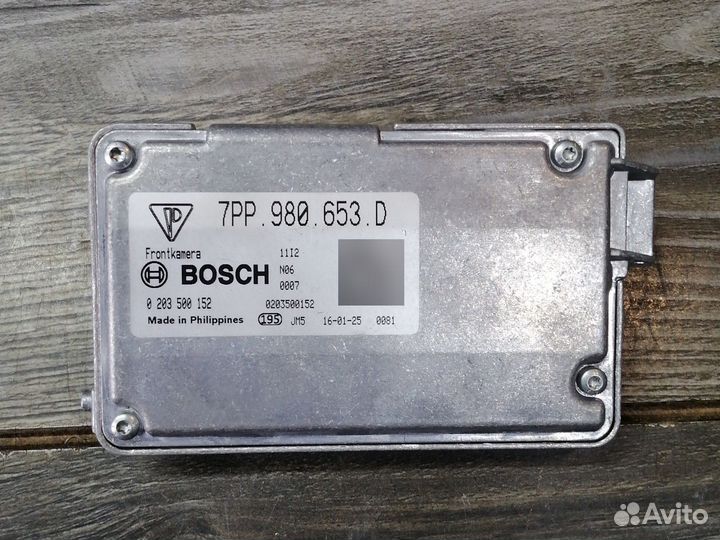 7PP.980.653.D
Frontkamera
11I2
BOSCH
N06
0007
0 203 500 152
0203500152
Made in Philippines
195 JM5 16-01-25 0081
Avito